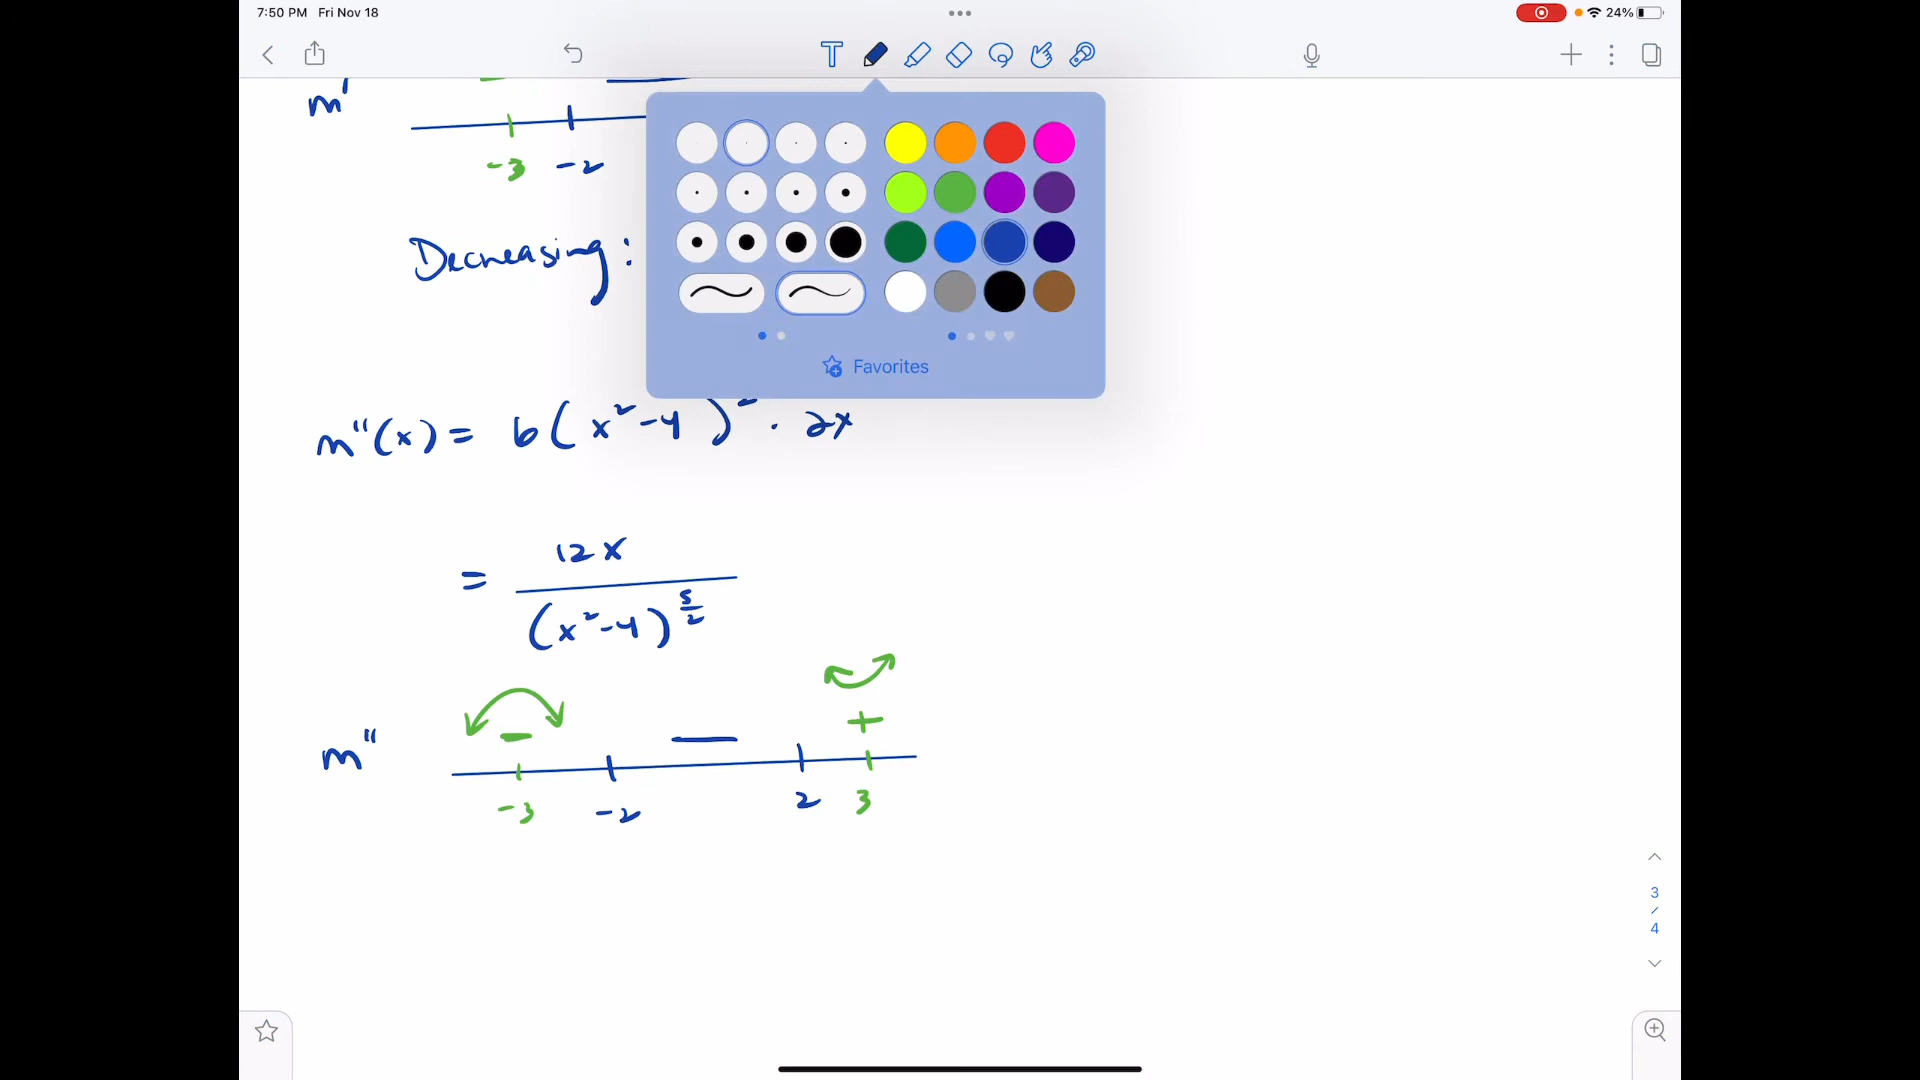 7:50 PM Fri Nov 18
24%
T
m'
-3 -2
Decreasing:
Favorites
m''(x) = 6(x²-4) · 2x
= 12x
(x²-4)^5/2
m'' − — +
-3 -2 2 3
3
/
4